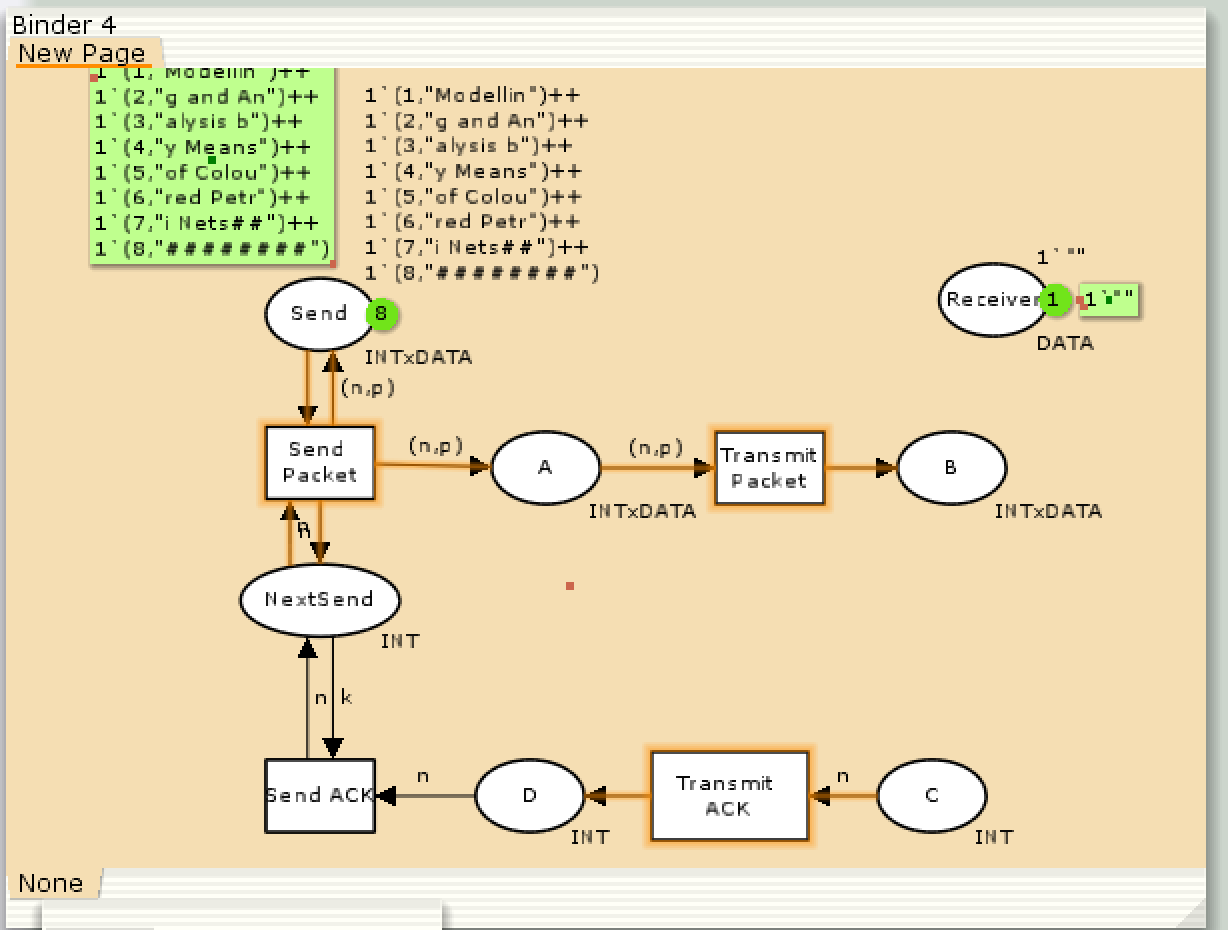 Binder 4
New Page
1`(1,"Modellin")++
1`(2,"g and An")++
1`(3,"alysis b")++
1`(4,"y Means")++
1`(5,"of Colou")++
1`(6,"red Petr")++
1`(7,"i Nets##")++
1`(8,"########")
1`(1,"Modellin")++
1`(2,"g and An")++
1`(3,"alysis b")++
1`(4,"y Means")++
1`(5,"of Colou")++
1`(6,"red Petr")++
1`(7,"i Nets##")++
1`(8,"########")
1`""
Send
8
Receiver
1
1`""
INTxDATA
DATA
(n,p)
Send
Packet
(n,p)
A
(n,p)
Transmit
Packet
B
INTxDATA
INTxDATA
NextSend
INT
n
k
Send ACK
n
D
Transmit
ACK
n
C
INT
INT
None